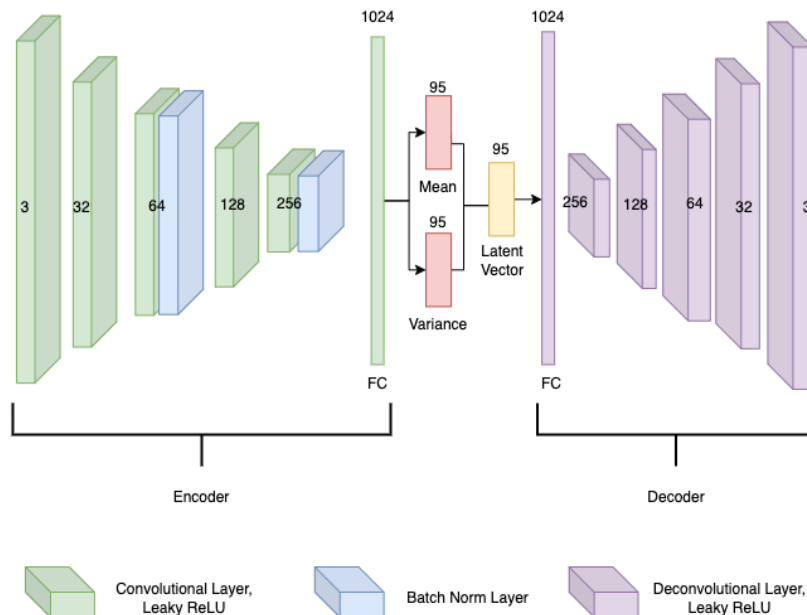 1024
1024
95
95
3
32
64
128
256
Mean
95
Latent
Vector
Variance
256
128
64
32
3
FC
FC
Encoder
Decoder
Convolutional Layer,
Leaky ReLU
Batch Norm Layer
Deconvolutional Layer,
Leaky ReLU